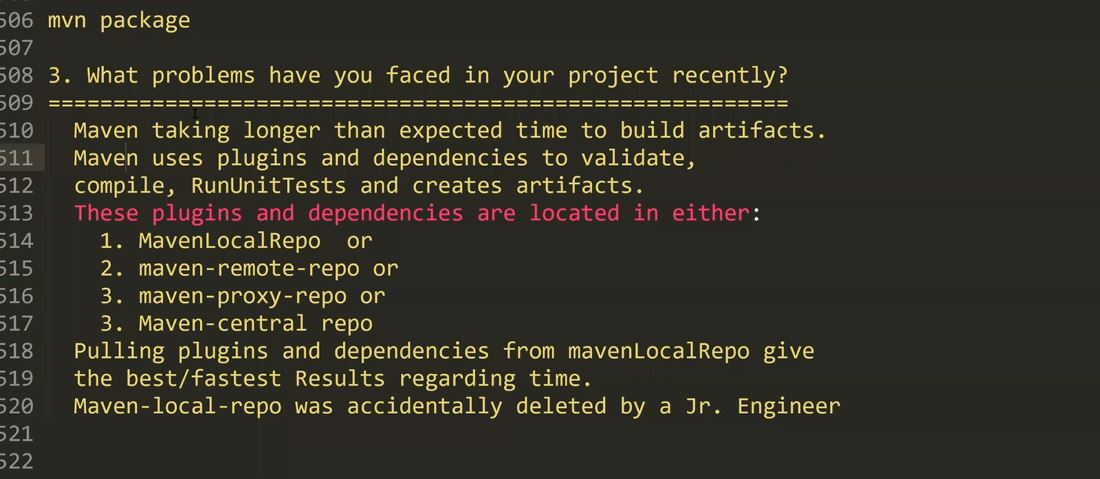 506 mvn package
507
508 3. What problems have you faced in your project recently?
509 =========================================================
510 Maven taking longer than expected time to build artifacts.
511 Maven uses plugins and dependencies to validate,
512 compile, RunUnitTests and creates artifacts.
513 These plugins and dependencies are located in either:
514 1. MavenLocalRepo  or
515 2. maven-remote-repo or
516 3. maven-proxy-repo or
517 3. Maven-central repo
518 Pulling plugins and dependencies from mavenLocalRepo give
519 the best/fastest Results regarding time.
520 Maven-local-repo was accidentally deleted by a Jr. Engineer
521
522